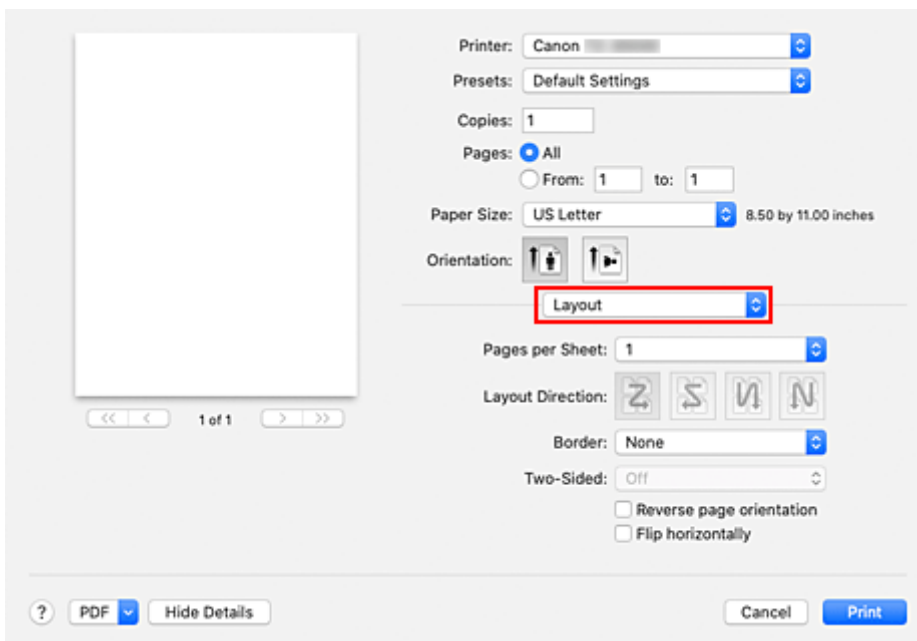 Printer: Canon
Presets: Default Settings
Copies: 1
Pages: All
From: 1 to: 1
Paper Size: US Letter 8.50 by 11.00 inches
Orientation:
Layout
Pages per Sheet: 1
Layout Direction:
Border: None
Two-Sided: Off
Reverse page orientation
Flip horizontally
<< < 1 of 1 > >>
? PDF Hide Details Cancel Print